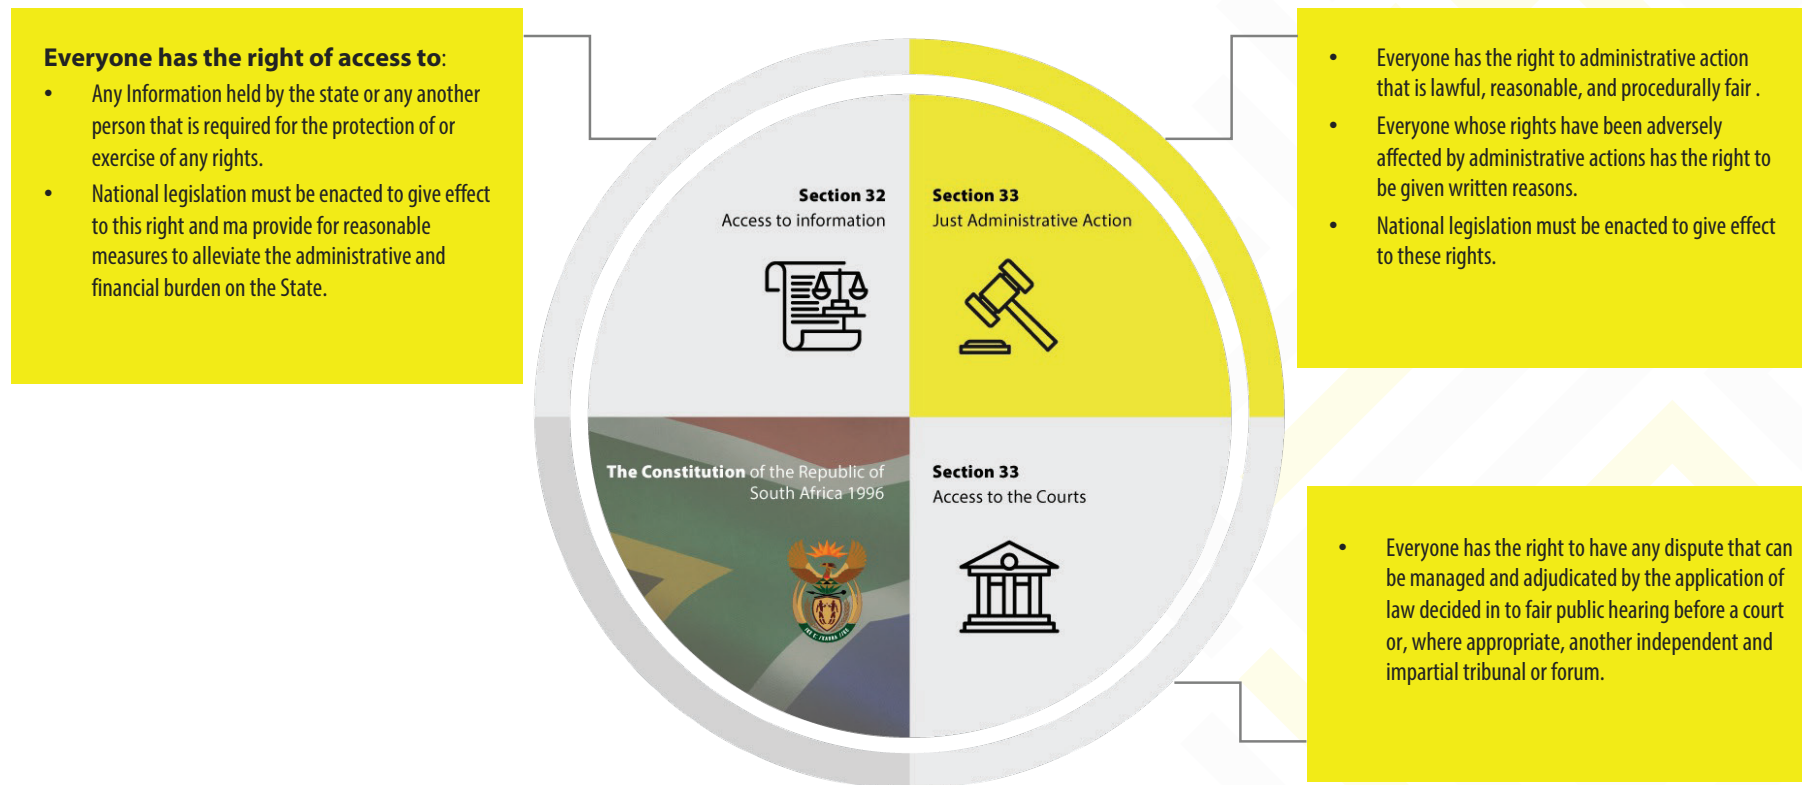 Everyone has the right of access to:
• Any Information held by the state or any another
person that is required for the protection of or
exercise of any rights.
• National legislation must be enacted to give effect
to this right and ma provide for reasonable
measures to alleviate the administrative and
financial burden on the State.
Section 32
Access to information
Section 33
Just Administrative Action
• Everyone has the right to administrative action
that is lawful, reasonable, and procedurally fair .
• Everyone whose rights have been adversely
affected by administrative actions has the right to
be given written reasons.
• National legislation must be enacted to give effect
to these rights.
The Constitution of the Republic of
South Africa 1996
Section 33
Access to the Courts
• Everyone has the right to have any dispute that can
be managed and adjudicated by the application of
law decided in to fair public hearing before a court
or, where appropriate, another independent and
impartial tribunal or forum.